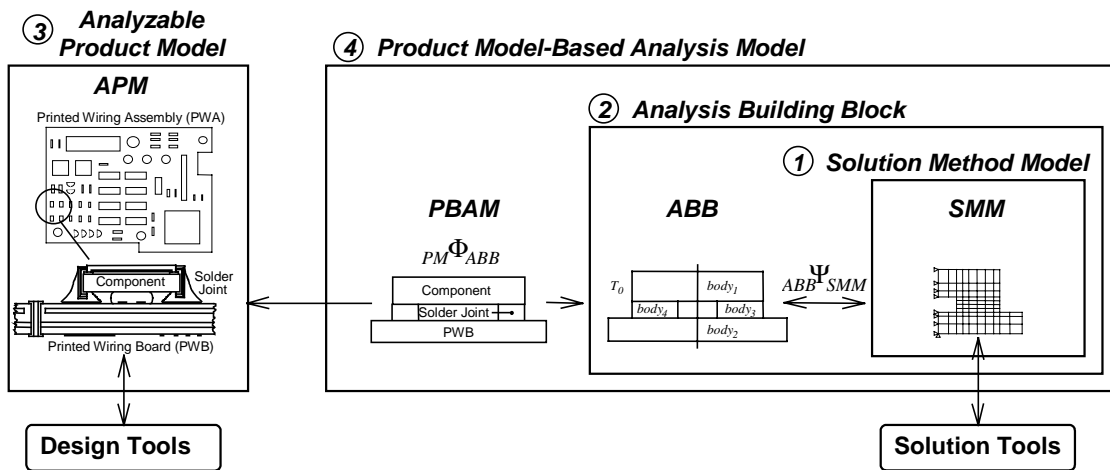 3 Analyzable
Product Model
APM
Printed Wiring Assembly (PWA)
Component
Solder
Joint
Printed Wiring Board (PWB)
Design Tools
4 Product Model-Based Analysis Model
PBAM
PMΦABB
Component
Solder Joint
PWB
2 Analysis Building Block
ABB
T0
body1
body4
body3
body2
ABBΨSMM
1 Solution Method Model
SMM
Solution Tools